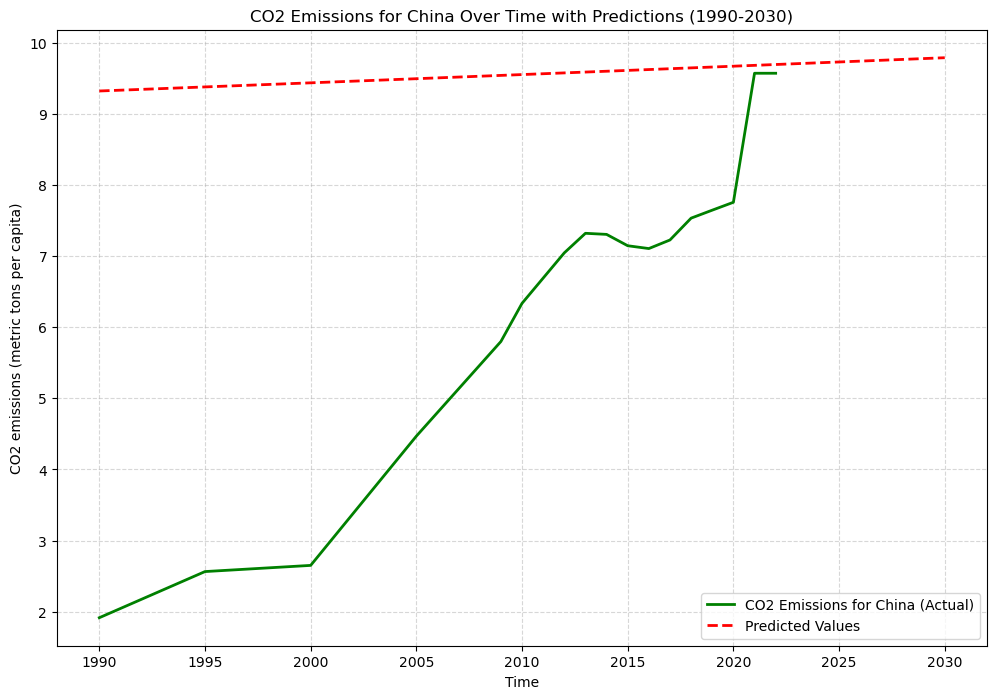 CO2 Emissions for China Over Time with Predictions (1990-2030)
CO2 emissions (metric tons per capita)
10
9
8
7
6
5
4
3
2
CO2 Emissions for China (Actual)
Predicted Values
1990 1995 2000 2005 2010 2015 2020 2025 2030
Time